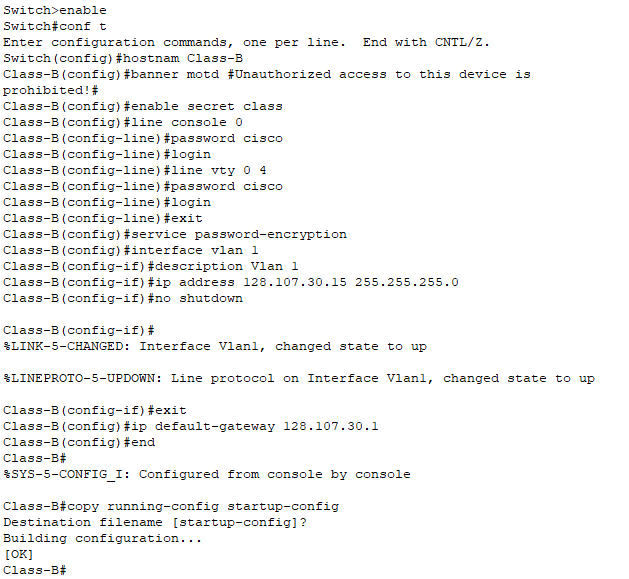 Switch>enable
Switch#conf t
Enter configuration commands, one per line.  End with CNTL/Z.
Switch(config)#hostnam Class-B
Class-B(config)#banner motd #Unauthorized access to this device is
prohibited!#
Class-B(config)#enable secret class
Class-B(config)#line console 0
Class-B(config-line)#password cisco
Class-B(config-line)#login
Class-B(config-line)#line vty 0 4
Class-B(config-line)#password cisco
Class-B(config-line)#login
Class-B(config-line)#exit
Class-B(config)#service password-encryption
Class-B(config)#interface vlan 1
Class-B(config-if)#description Vlan 1
Class-B(config-if)#ip address 128.107.30.15 255.255.255.0
Class-B(config-if)#no shutdown
Class-B(config-if)#
%LINK-5-CHANGED: Interface Vlan1, changed state to up
%LINEPROTO-5-UPDOWN: Line protocol on Interface Vlan1, changed state to up
Class-B(config-if)#exit
Class-B(config)#ip default-gateway 128.107.30.1
Class-B(config)#end
Class-B#
%SYS-5-CONFIG_I: Configured from console by console
Class-B#copy running-config startup-config
Destination filename [startup-config]?
Building configuration...
[OK]
Class-B#